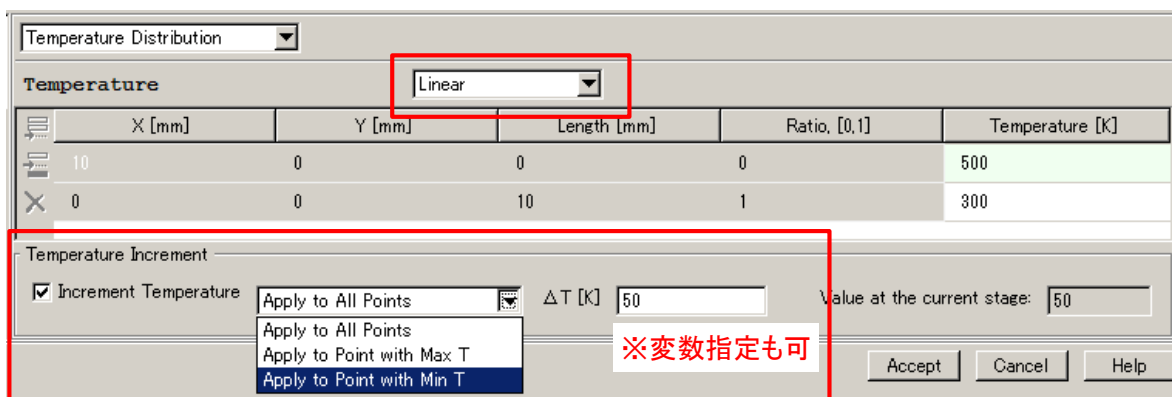 Temperature Distribution
Temperature Linear
X [mm] Y [mm] Length [mm] Ratio, [0,1] Temperature [K]
10 0 0 0 500
0 0 10 1 300
Temperature Increment
Increment Temperature Apply to All Points ΔT [K] 50 Value at the current stage: 50
Apply to All Points
Apply to Point with Max T
Apply to Point with Min T
※変数指定も可
Accept Cancel Help